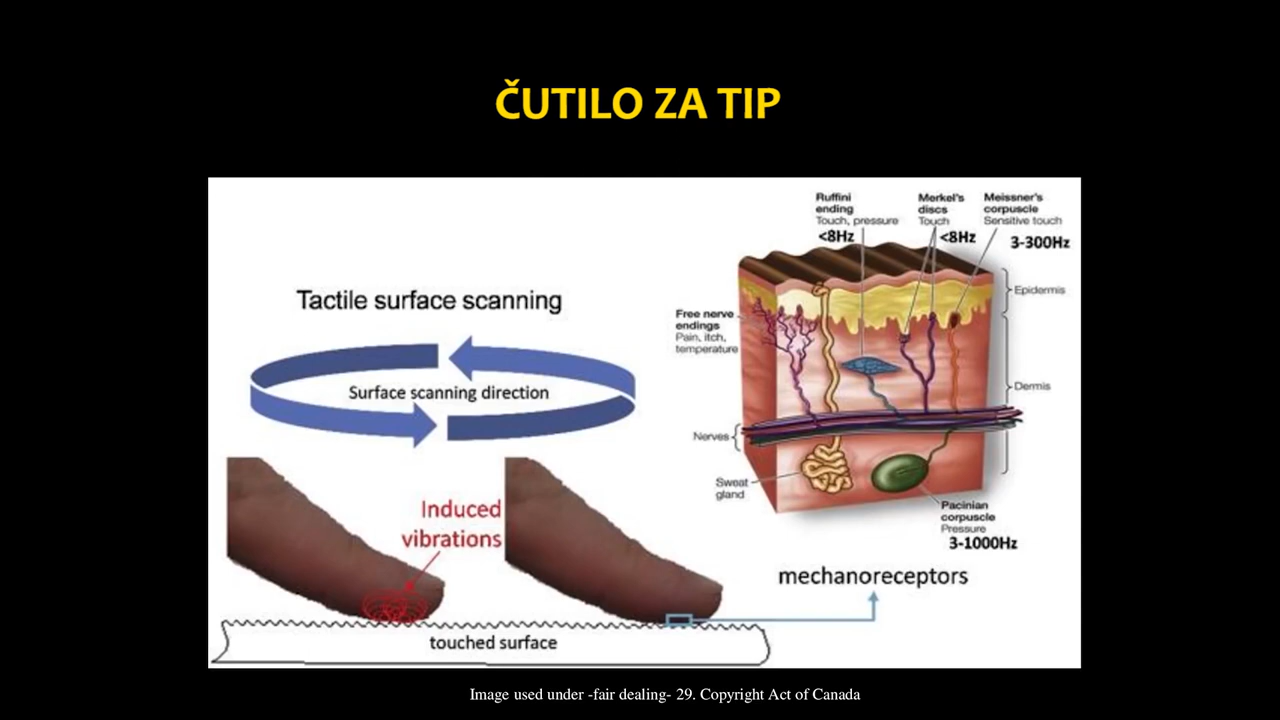 ČUTILO ZA TIP
Tactile surface scanning
Surface scanning direction
Induced
vibrations
touched surface
Ruffini
ending
Touch, pressure
<8Hz
Merkel's
discs
Touch
<8Hz
Meissner's
corpuscle
Sensitive touch
3-300Hz
Epidermis
Free nerve
endings
Pain, itch,
temperature
Dermis
Nerves
Sweat
gland
Pacinian
corpuscle
Pressure
3-1000Hz
mechanoreceptors
Image used under -fair dealing- 29. Copyright Act of Canada